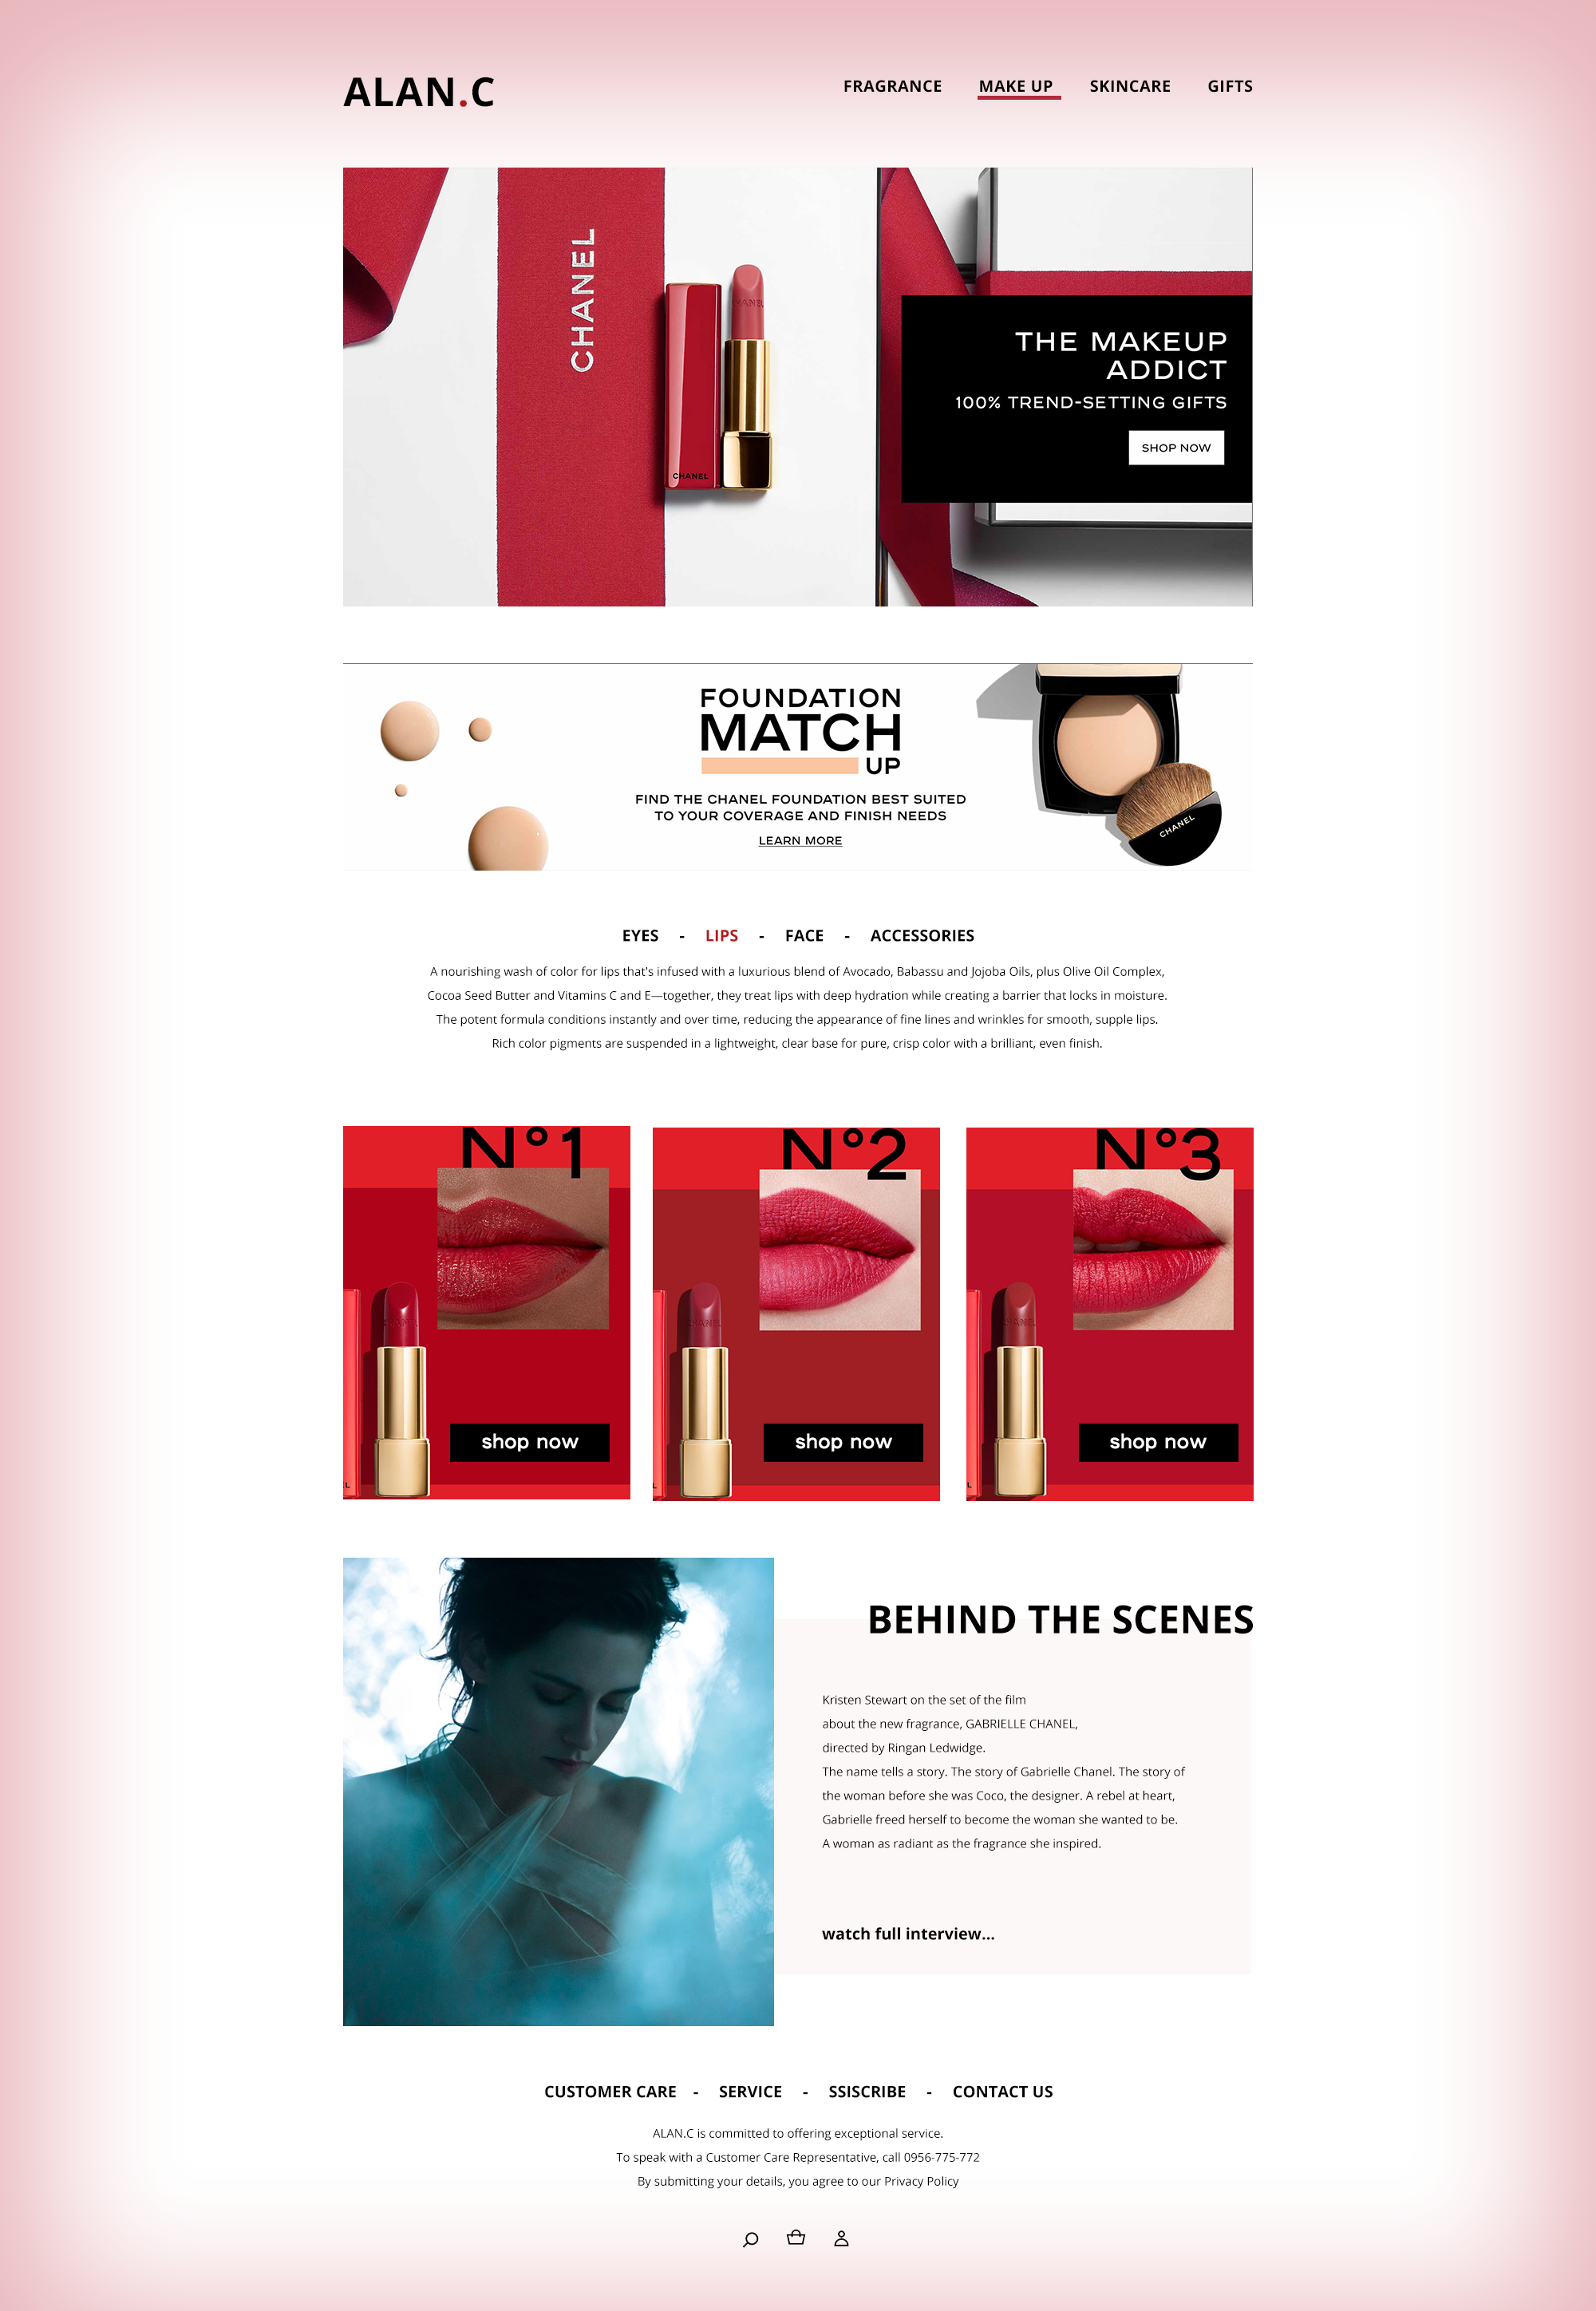 ALAN.C
FRAGRANCE MAKE UP SKINCARE GIFTS
CHANEL
CHANEL
CHANEL
THE MAKEUP
ADDICT
100% TREND-SETTING GIFTS
SHOP NOW
FOUNDATION
MATCH
UP
FIND THE CHANEL FOUNDATION BEST SUITED
TO YOUR COVERAGE AND FINISH NEEDS
LEARN MORE
CHANEL
EYES - LIPS - FACE - ACCESSORIES
A nourishing wash of color for lips that's infused with a luxurious blend of Avocado, Babassu and Jojoba Oils, plus Olive Oil Complex,
Cocoa Seed Butter and Vitamins C and E—together, they treat lips with deep hydration while creating a barrier that locks in moisture.
The potent formula conditions instantly and over time, reducing the appearance of fine lines and wrinkles for smooth, supple lips.
Rich color pigments are suspended in a lightweight, clear base for pure, crisp color with a brilliant, even finish.
N°1
CHANEL
L
shop now
N°2
CHANEL
L
shop now
N°3
CHANEL
L
shop now
BEHIND THE SCENES
Kristen Stewart on the set of the film
about the new fragrance, GABRIELLE CHANEL,
directed by Ringan Ledwidge.
The name tells a story. The story of Gabrielle Chanel. The story of
the woman before she was Coco, the designer. A rebel at heart,
Gabrielle freed herself to become the woman she wanted to be.
A woman as radiant as the fragrance she inspired.
watch full interview...
CUSTOMER CARE - SERVICE - SSISCRIBE - CONTACT US
ALAN.C is committed to offering exceptional service.
To speak with a Customer Care Representative, call 0956-775-772
By submitting your details, you agree to our Privacy Policy